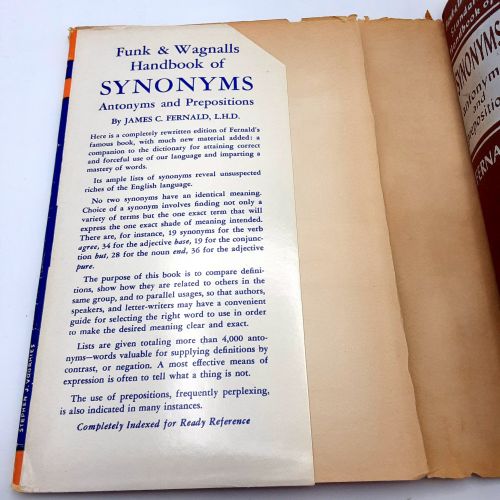 Funk & Wagnalls
Handbook of
SYNONYMS
Antonyms and Prepositions
By JAMES C. FERNALD, L.H.D.
Here is a completely rewritten edition of Fernald's
famous book, with much new material added: a
companion to the dictionary for attaining correct
and forceful use of our language and imparting a
mastery of words.
Its ample lists of synonyms reveal unsuspected
riches of the English language.
No two synonyms have an identical meaning.
Choice of a synonym involves finding not only a
variety of terms but the one exact term that will
express the one exact shade of meaning intended.
There are, for instance, 19 synonyms for the verb
agree, 34 for the adjective base, 19 for the conjunc-
tion but, 28 for the noun end, 36 for the adjective
pure.
The purpose of this book is to compare defini-
tions, show how they are related to others in the
same group, and to parallel usages, so that authors,
speakers, and letter-writers may have a convenient
guide for selecting the right word to use in order
to make the desired meaning clear and exact.
Lists are given totaling more than 4,000 anto-
nyms—words valuable for supplying definitions by
contrast, or negation. A most effective means of
expression is often to tell what a thing is not.
The use of prepositions, frequently perplexing,
is also indicated in many instances.
Completely Indexed for Ready Reference
STEPHEN J. VOORHIES
Handbook of
SYNONYMS
antonyms
and
prepositions
FERNALD